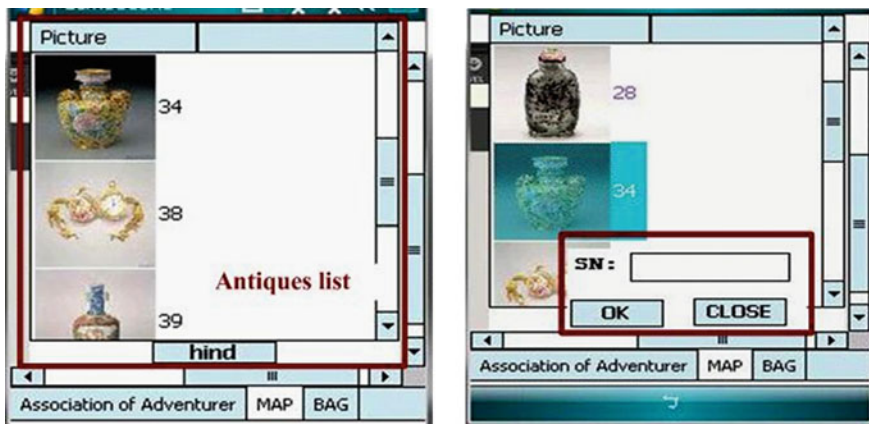 Picture
34
38
Antiques list
39
hind
Association of Adventurer MAP BAG
Picture
28
34
SN:
OK CLOSE
Association of Adventurer MAP BAG